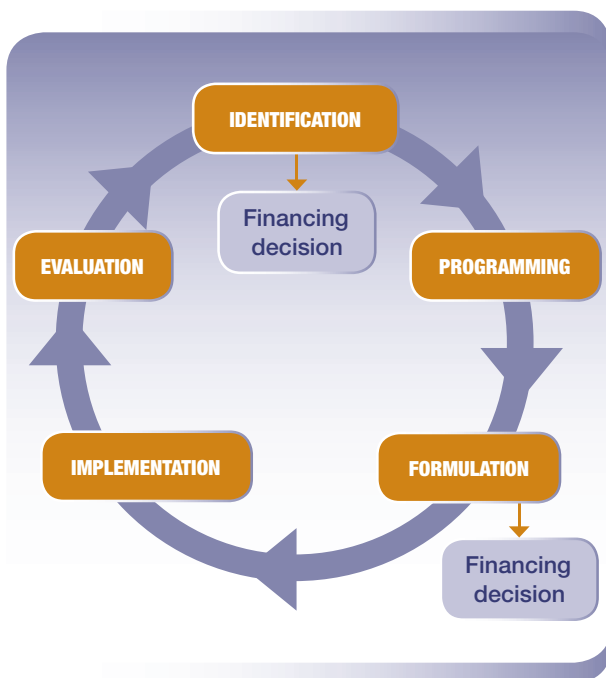 IDENTIFICATION
Financing
decision
EVALUATION
PROGRAMMING
IMPLEMENTATION
FORMULATION
Financing
decision